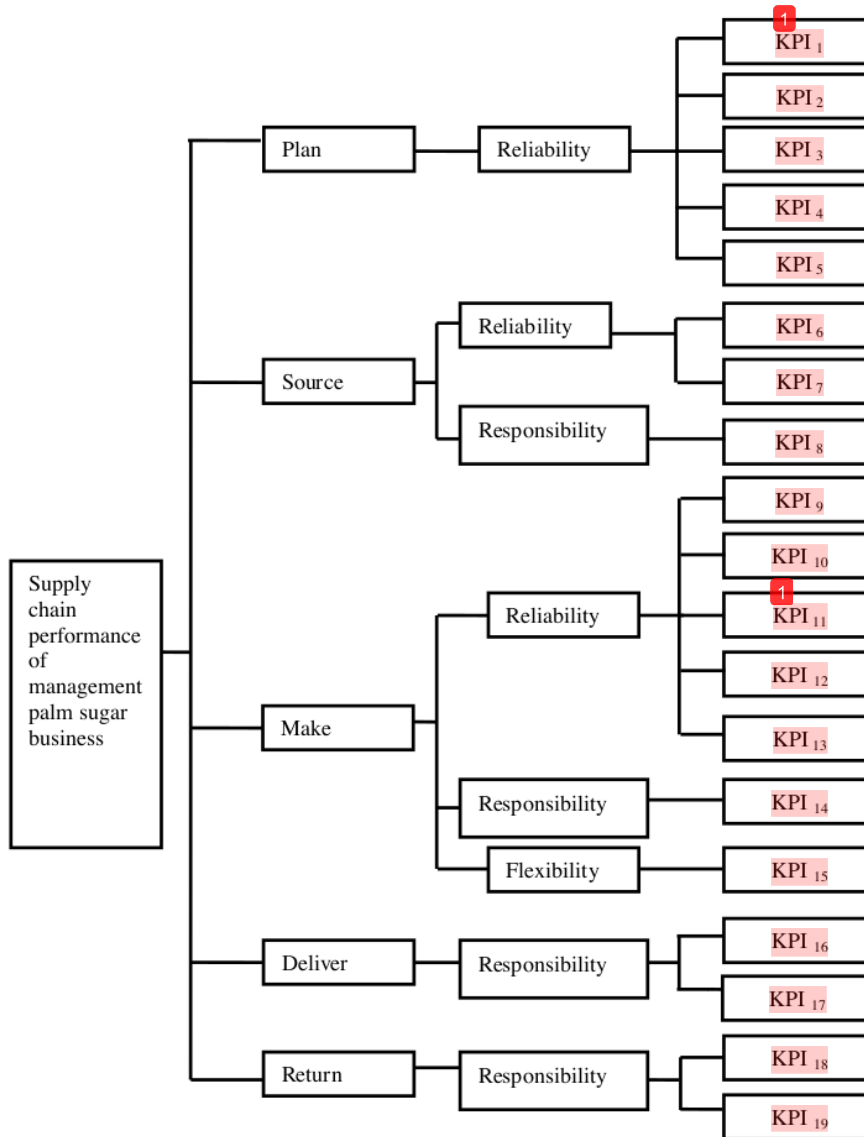 1
KPI 1
KPI 2
Plan
Reliability
KPI 3
KPI 4
KPI 5
Reliability
KPI 6
Source
KPI 7
Responsibility
KPI 8
KPI 9
KPI 10
Supply
chain
performance
of
management
palm sugar
business
1
Reliability
KPI 11
KPI 12
Make
KPI 13
Responsibility
KPI 14
Flexibility
KPI 15
Deliver
Responsibility
KPI 16
KPI 17
Return
Responsibility
KPI 18
KPI 19